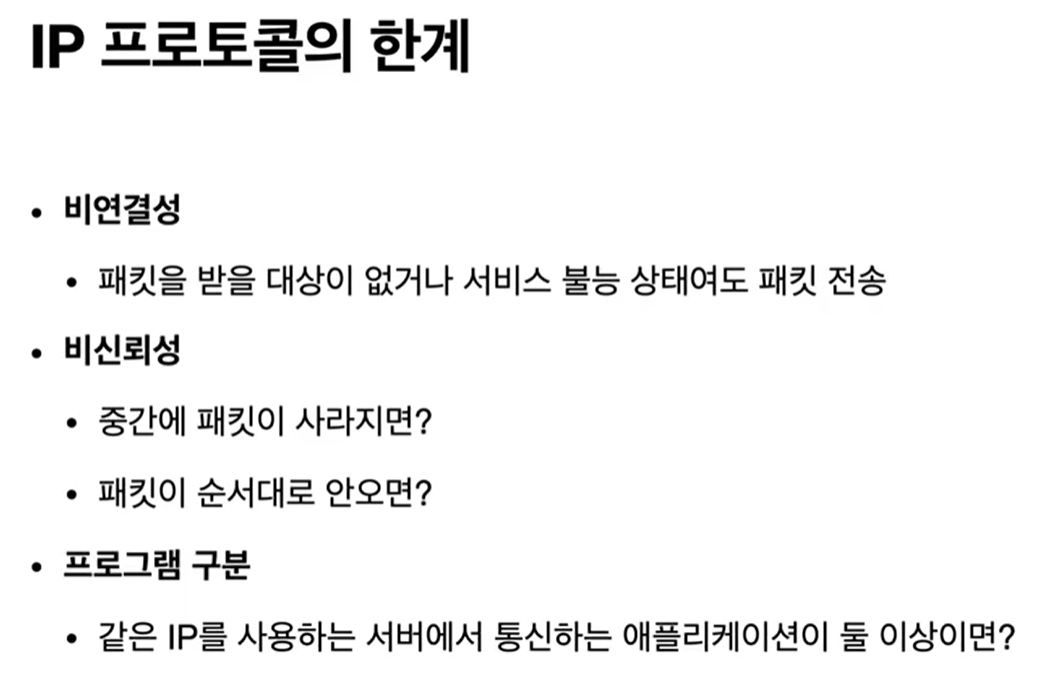 IP 프로토콜의 한계
• 비연결성
• 패킷을 받을 대상이 없거나 서비스 불능 상태여도 패킷 전송
• 비신뢰성
• 중간에 패킷이 사라지면?
• 패킷이 순서대로 안오면?
• 프로그램 구분
• 같은 IP를 사용하는 서버에서 통신하는 애플리케이션이 둘 이상이면?